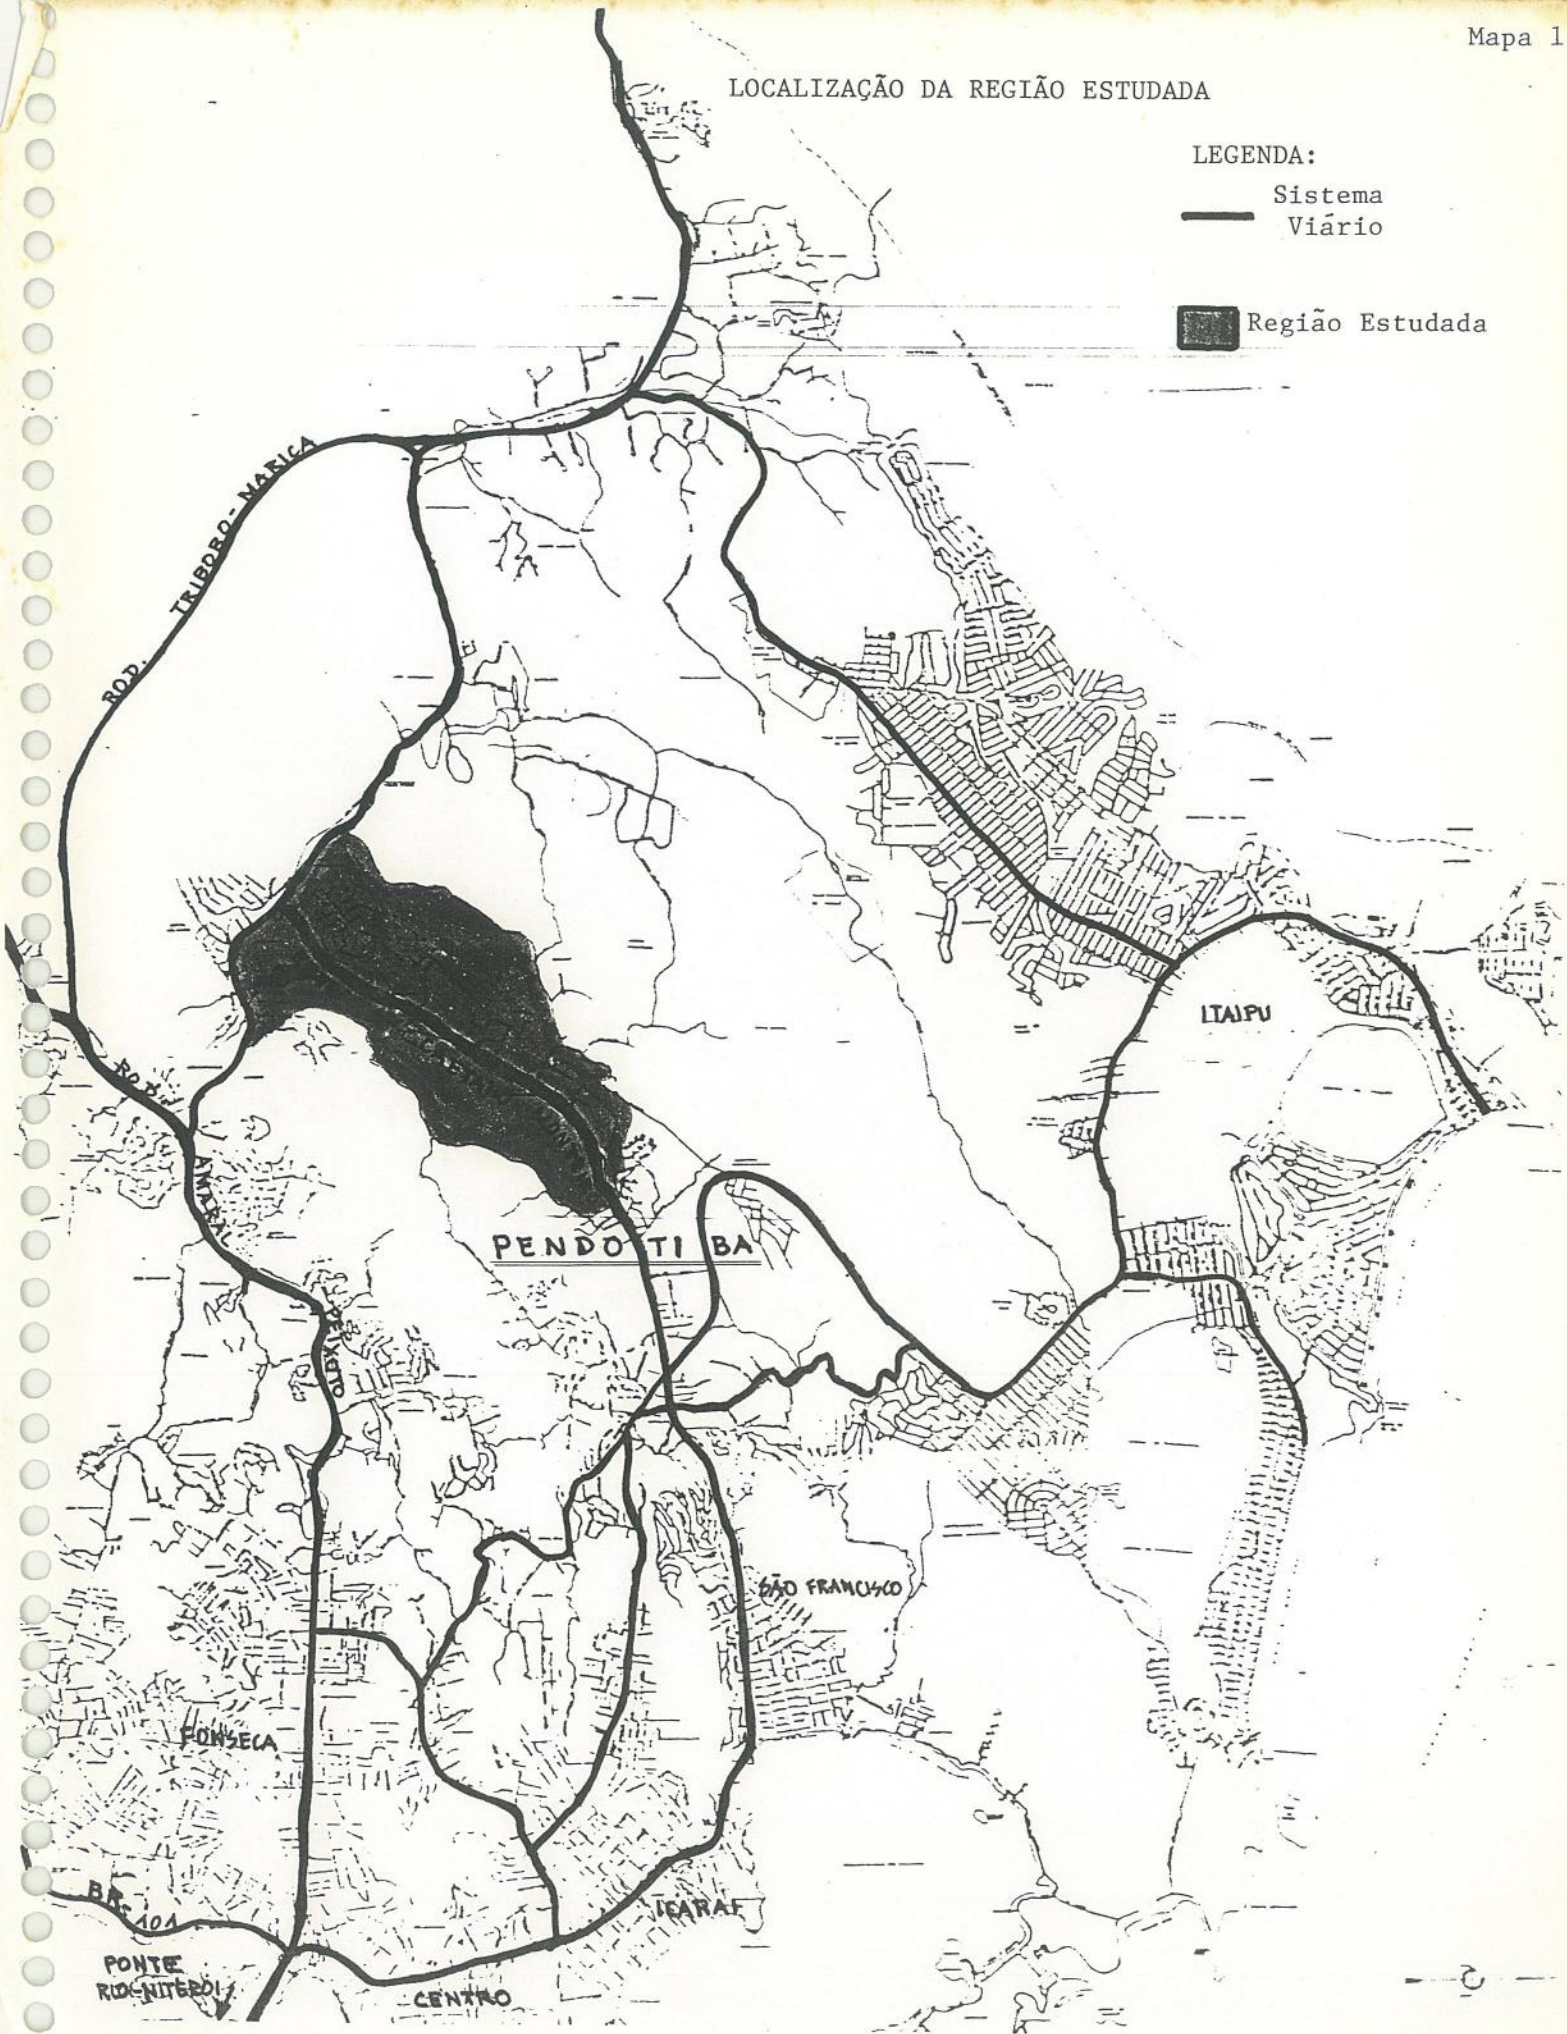 Mapa 1
LOCALIZAÇÃO DA REGIÃO ESTUDADA
LEGENDA:
Sistema
Viário
Região Estudada
ROD. TRIBOBO-MARICA
ITAIPU
ROD. AMARAL PEIXOTO
PENDOTIBA
SÃO FRANCISCO
FONSECA
BR-101
ICARAÍ
PONTE
RIO-NITERÓI
CENTRO